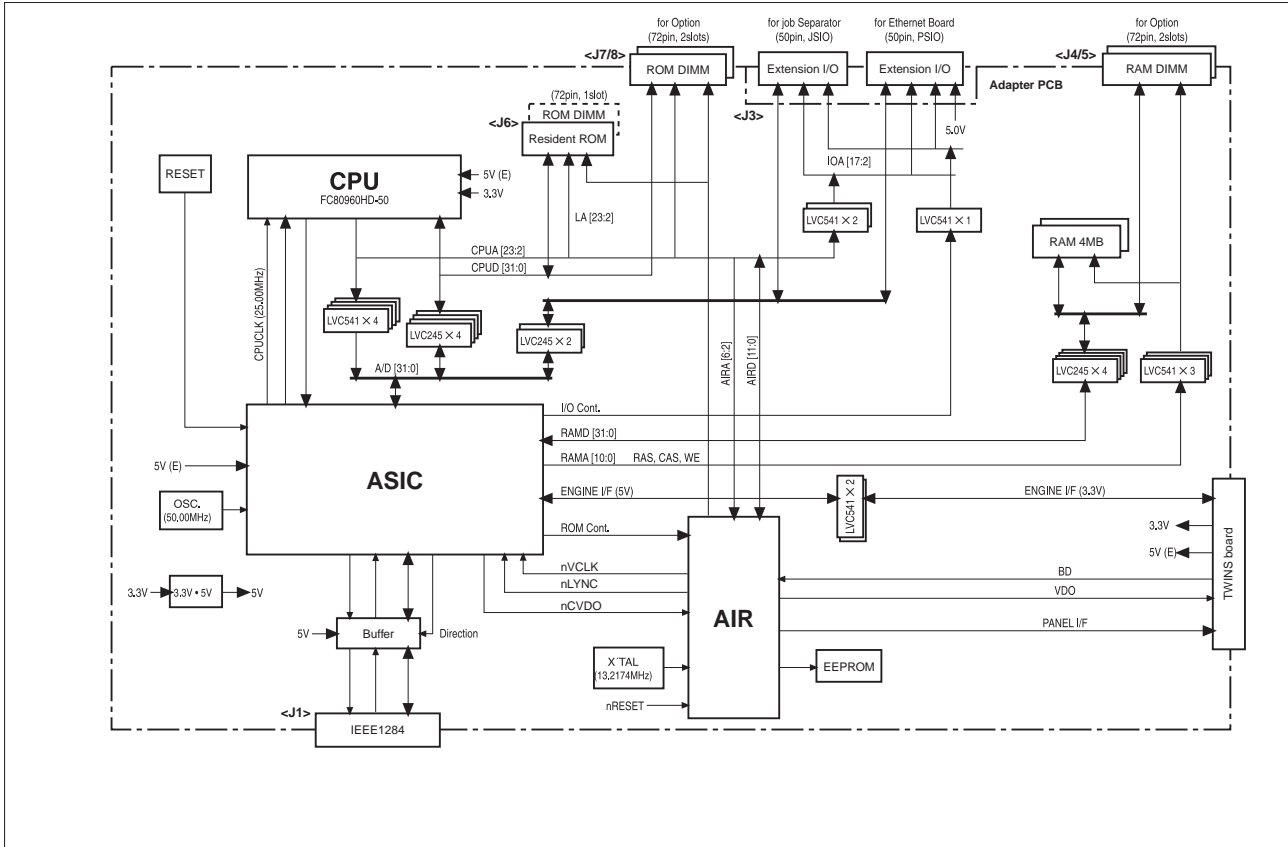 for Option
(72pin, 2slots)
for job Separator
(50pin, JSIO)
for Ethernet Board
(50pin, PSIO)
for Option
(72pin, 2slots)
<J7/8>
ROM DIMM
Extension I/O
Extension I/O
<J4/5>
RAM DIMM
Adapter PCB
<J3>
(72pin, 1slot)
ROM DIMM
<J6>
Resident ROM
5.0V
IOA [17:2]
RESET
CPU
FC80960HD-50
5V (E)
3.3V
LA [23:2]
LVC541 × 2
LVC541 × 1
RAM 4MB
CPUA [23:2]
CPUD [31:0]
CPUCLK (25.00MHz)
LVC541 × 4
LVC245 × 4
LVC245 × 2
AIRA [6:2]
AIRD [11:0]
LVC245 × 4
LVC541 × 3
A/D [31:0]
I/O Cont.
RAMD [31:0]
RAMA [10:0]
RAS, CAS, WE
5V (E)
ASIC
OSC.
(50,00MHz)
ENGINE I/F (5V)
LVC541 × 2
ENGINE I/F (3.3V)
ROM Cont.
3.3V
5V (E)
TWINS board
nVCLK
nLYNC
nCVDO
BD
VDO
AIR
PANEL I/F
3.3V
3.3V • 5V
5V
5V
Buffer
Direction
X´TAL
(13,2174MHz)
EEPROM
nRESET
<J1>
IEEE1284